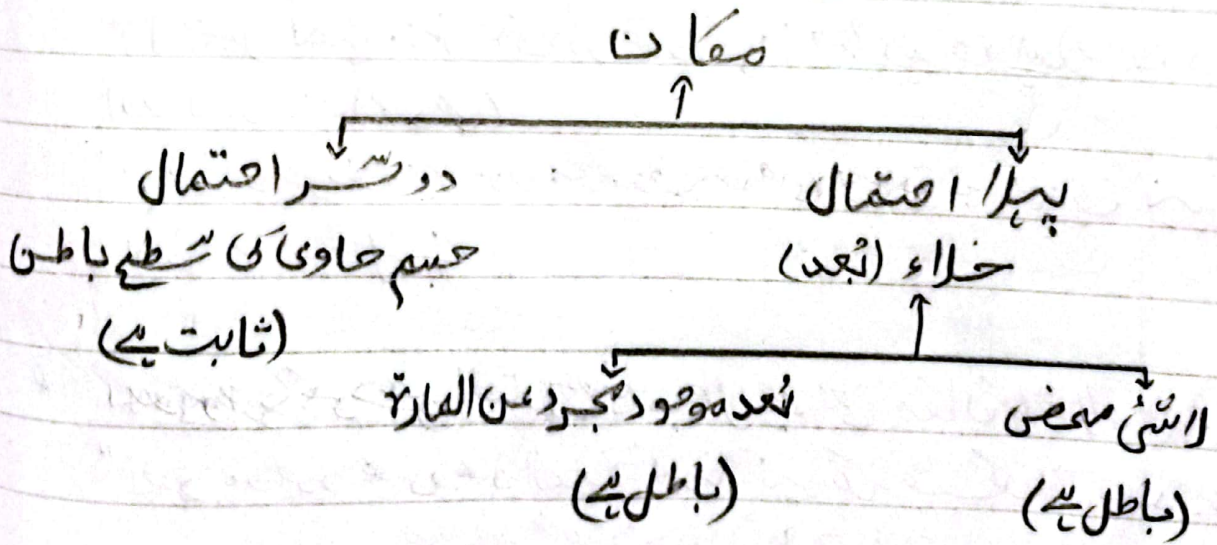 مکان
پہلا احتمال
خلاء (بُعد)
دوسرا احتمال
جسم حاوی کی سطح باطن
(ثابت ہے)
لاشئ محض
(باطل ہے)
بُعد موجود مجرد عن المادۃ
(باطل ہے)